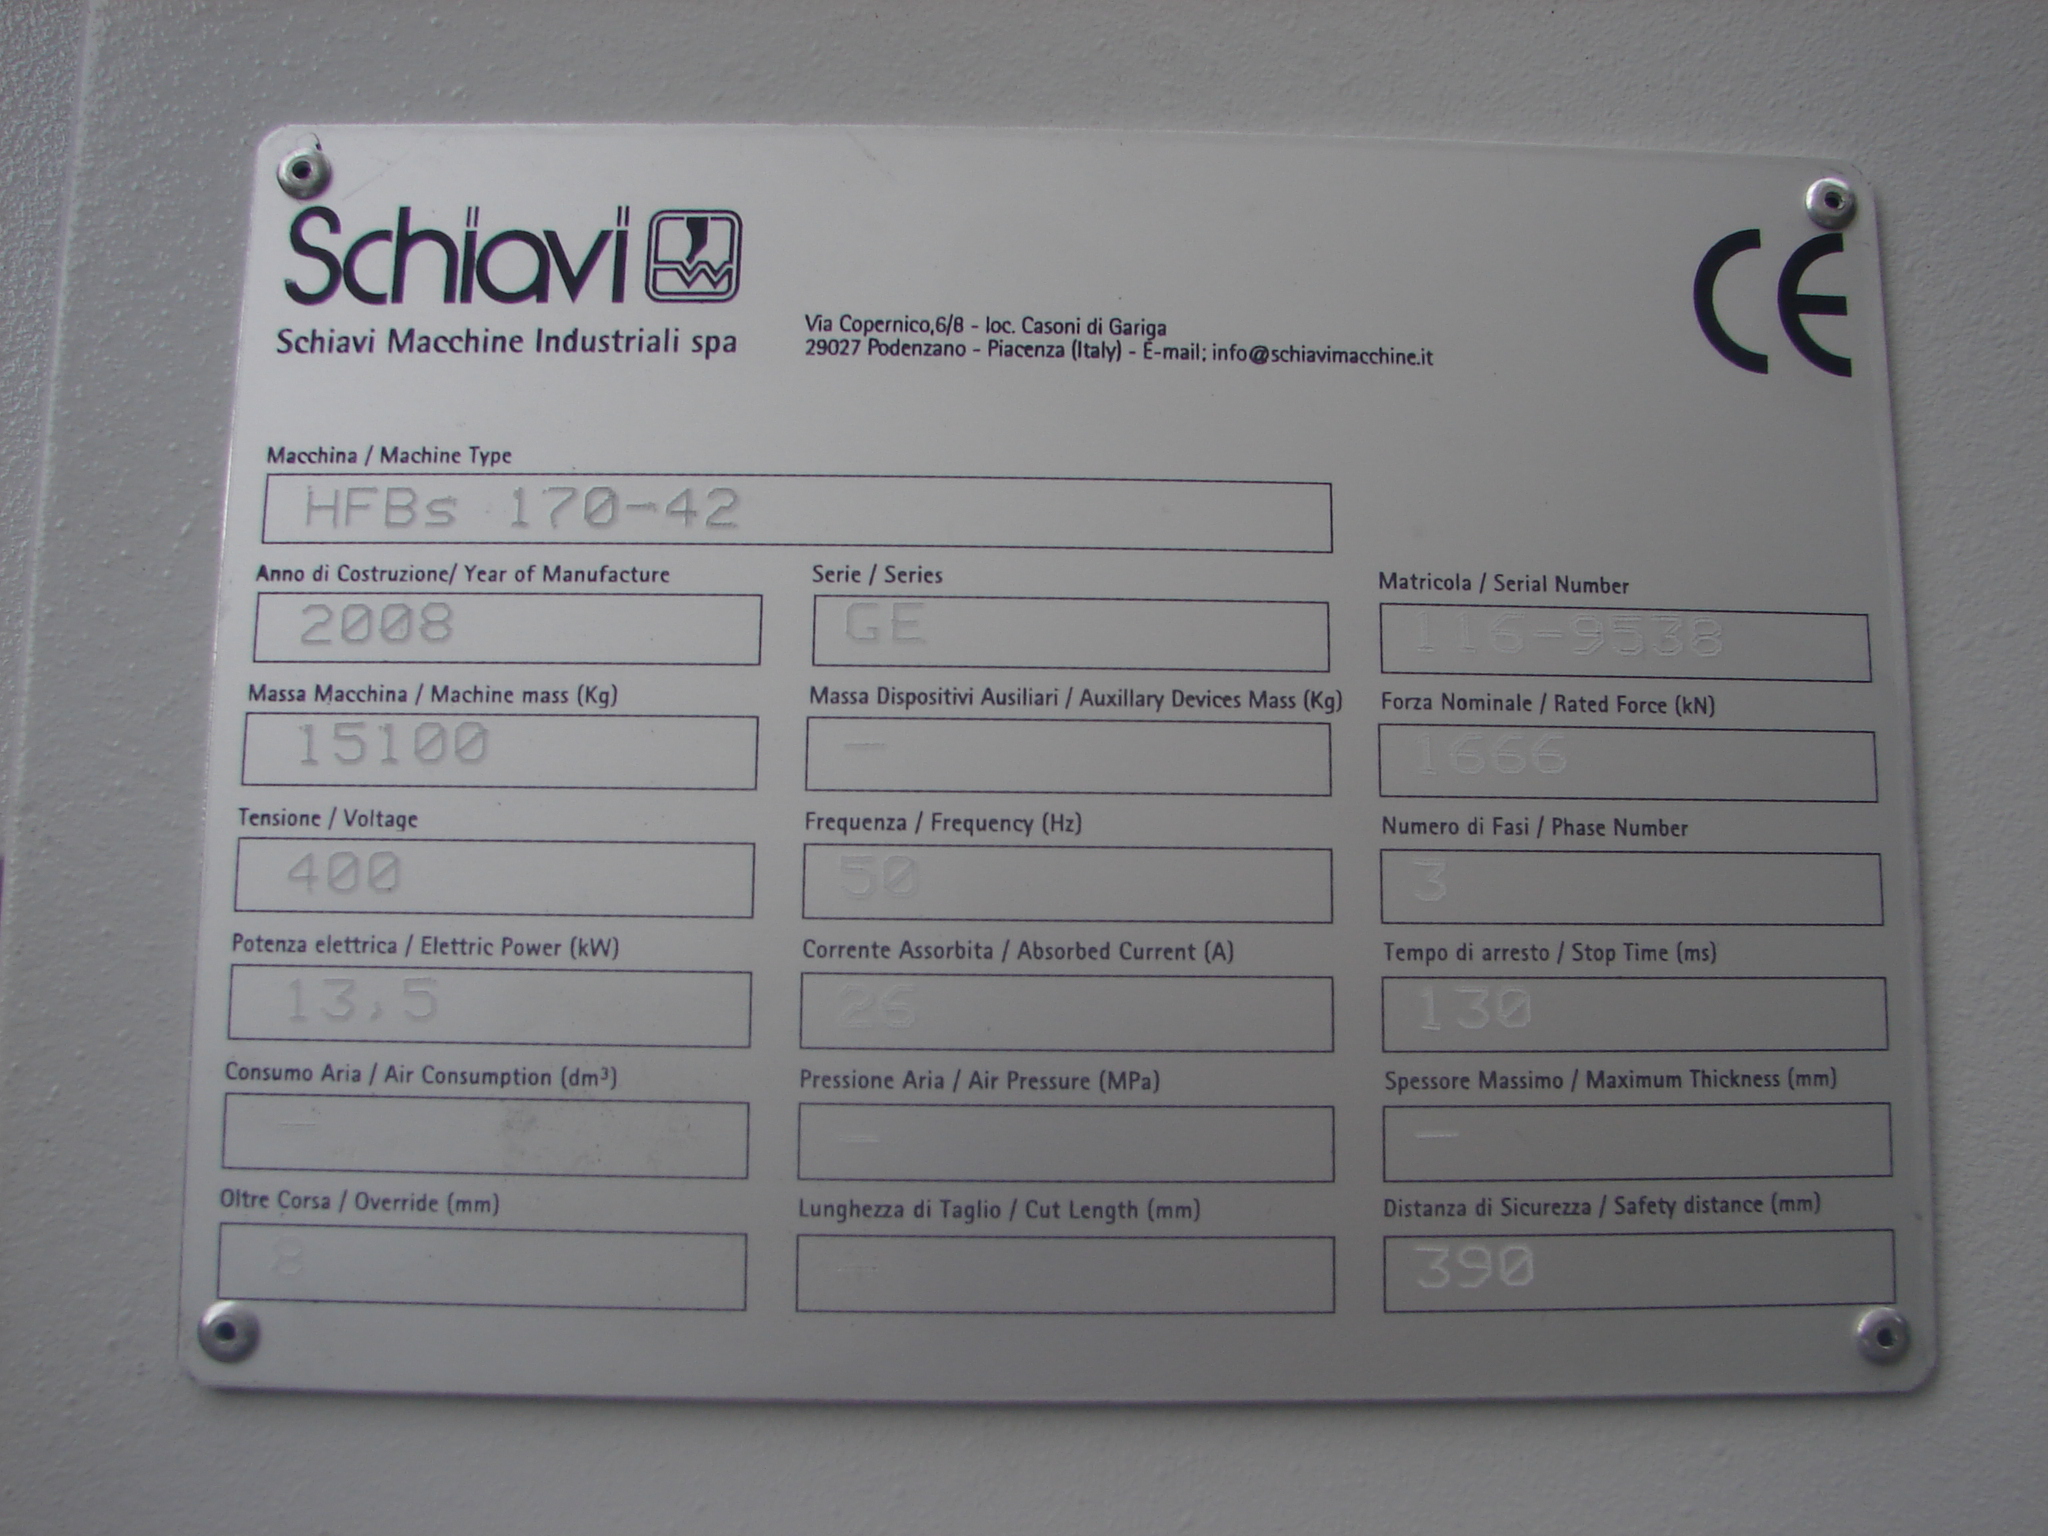 Schiavi
Schiavi Macchine Industriali spa
Via Copernico,6/8 - loc. Casoni di Gariga
29027 Podenzano - Piacenza (Italy) - E-mail: info@schiavimacchine.it
CE
Macchina / Machine Type
HFBs 170-42
Anno di Costruzione/ Year of Manufacture
2008
Serie / Series
GE
Matricola / Serial Number
116-9538
Massa Macchina / Machine mass (Kg)
15100
Massa Dispositivi Ausiliari / Auxillary Devices Mass (Kg)
-
Forza Nominale / Rated Force (kN)
1666
Tensione / Voltage
400
Frequenza / Frequency (Hz)
50
Numero di Fasi / Phase Number
3
Potenza elettrica / Elettric Power (kW)
13,5
Corrente Assorbita / Absorbed Current (A)
26
Tempo di arresto / Stop Time (ms)
130
Consumo Aria / Air Consumption (dm³)
-
Pressione Aria / Air Pressure (MPa)
-
Spessore Massimo / Maximum Thickness (mm)
-
Oltre Corsa / Override (mm)
8
Lunghezza di Taglio / Cut Length (mm)
-
Distanza di Sicurezza / Safety distance (mm)
390